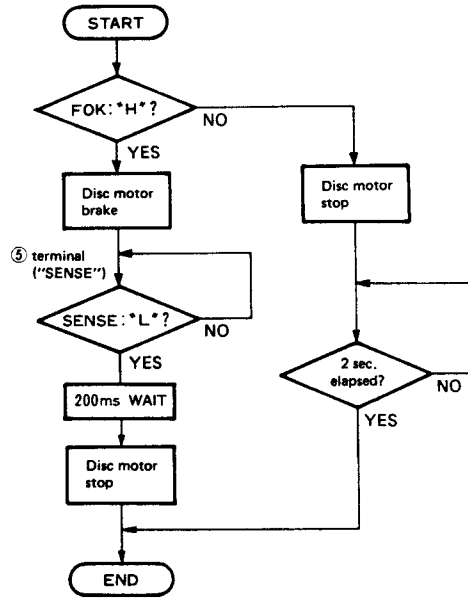 START
FOK: "H"?
NO
YES
Disc motor
brake
Disc motor
stop
⑤ terminal
("SENSE")
SENSE: "L"?
NO
YES
2 sec.
elapsed?
NO
YES
200ms WAIT
Disc motor
stop
END